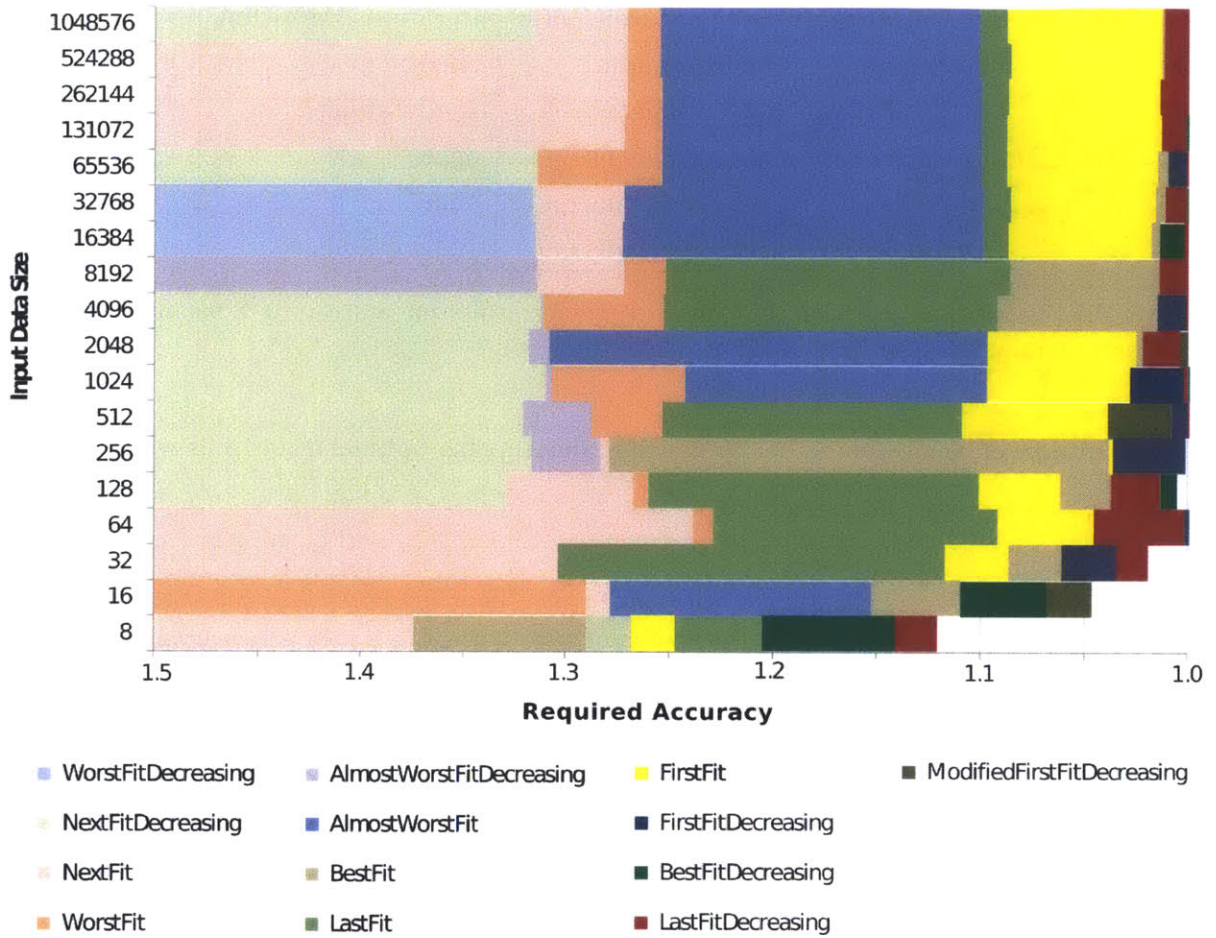 1048576
524288
262144
131072
65536
32768
16384
8192
4096
2048
1024
512
256
128
64
32
16
8
Input Data Size
1.5 1.4 1.3 1.2 1.1 1.0
Required Accuracy
WorstFitDecreasing AlmostWorstFitDecreasing FirstFit ModifiedFirstFitDecreasing
NextFitDecreasing AlmostWorstFit FirstFitDecreasing
NextFit BestFit BestFitDecreasing
WorstFit LastFit LastFitDecreasing